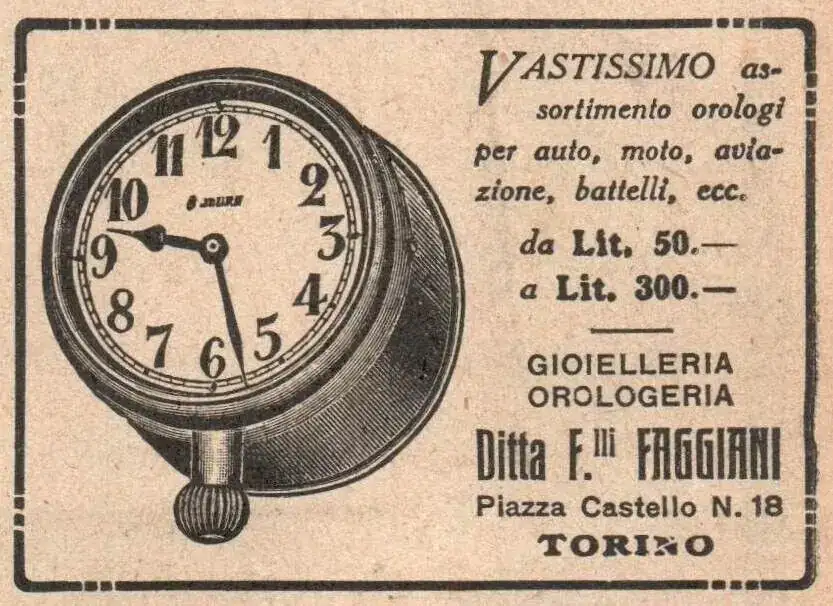 12
11 1
10 2
8 JOURS
9 3
8 4
7 5
6
VASTISSIMO as-
sortimento orologi
per auto, moto, avia-
zione, battelli, ecc.
da Lit. 50.—
a Lit. 300.—
GIOIELLERIA
OROLOGERIA
Ditta F.lli FAGGIANI
Piazza Castello N. 18
TORINO